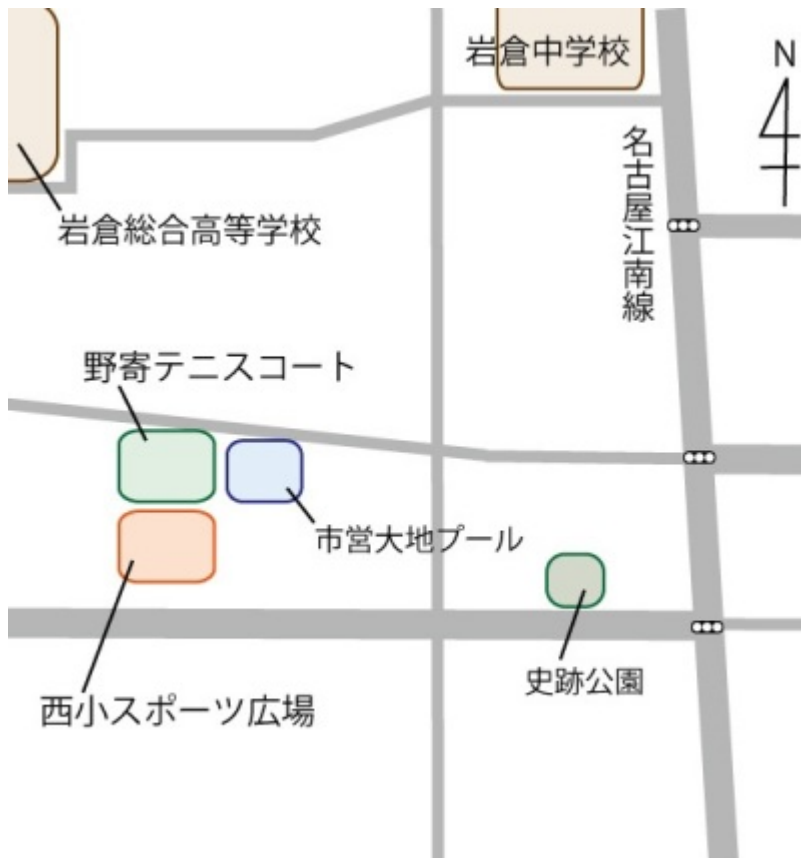 岩倉中学校
N
名古屋江南線
岩倉総合高等学校
野寄テニスコート
市営大地プール
史跡公園
西小スポーツ広場